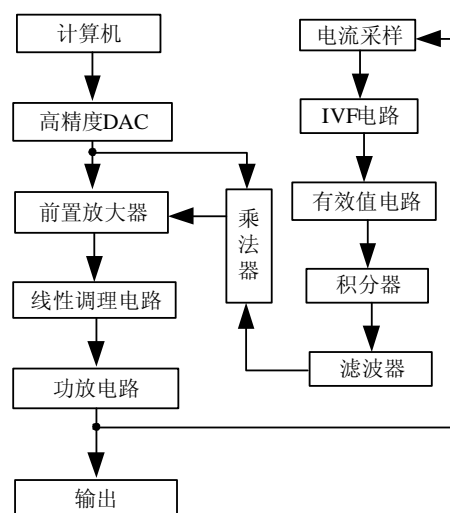 计算机
高精度DAC
前置放大器
线性调理电路
功放电路
输出
乘法器
电流采样
IVF电路
有效值电路
积分器
滤波器